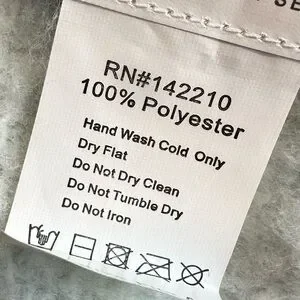 RN#142210
100% Polyester
Hand Wash Cold Only
Dry Flat
Do Not Dry Clean
Do Not Tumble Dry
Do Not Iron